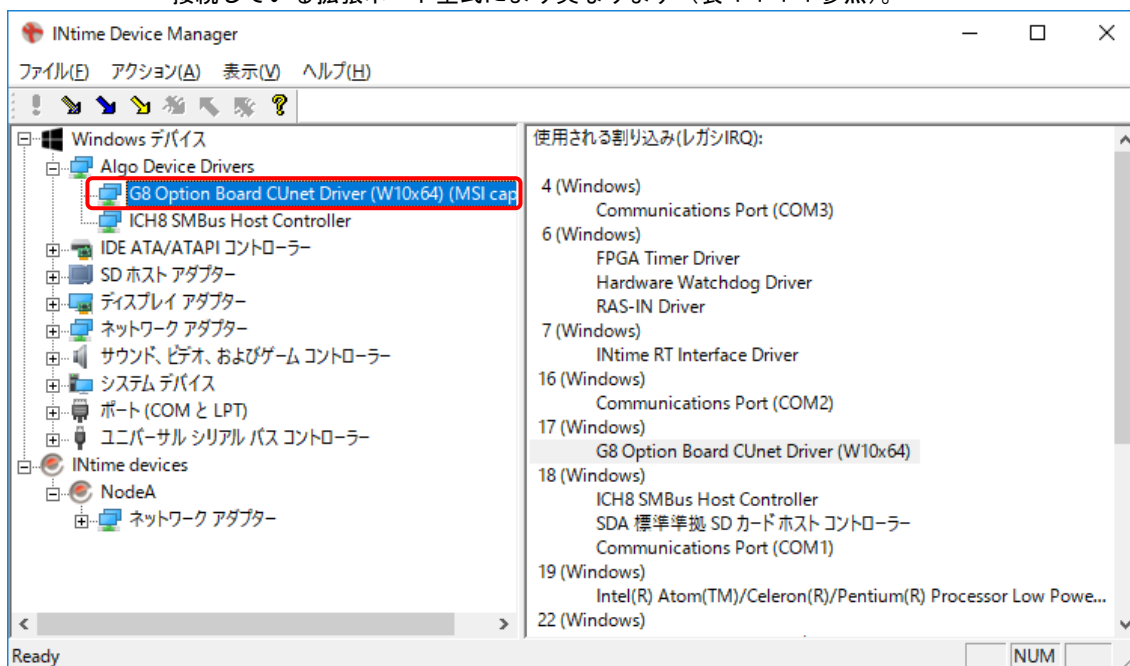 INtime Device Manager
ファイル(F) アクション(A) 表示(V) ヘルプ(H)
Windows デバイス
Algo Device Drivers
G8 Option Board CUnet Driver (W10x64) (MSI cap
ICH8 SMBus Host Controller
IDE ATA/ATAPI コントローラー
SD ホスト アダプター
ディスプレイ アダプター
ネットワーク アダプター
サウンド、ビデオ、およびゲーム コントローラー
システム デバイス
ポート (COM と LPT)
ユニバーサル シリアル バス コントローラー
INtime devices
NodeA
ネットワーク アダプター
使用される割り込み(レガシIRQ):
4 (Windows)
Communications Port (COM3)
6 (Windows)
FPGA Timer Driver
Hardware Watchdog Driver
RAS-IN Driver
7 (Windows)
INtime RT Interface Driver
16 (Windows)
Communications Port (COM2)
17 (Windows)
G8 Option Board CUnet Driver (W10x64)
18 (Windows)
ICH8 SMBus Host Controller
SDA 標準準拠 SD カード ホスト コントローラー
Communications Port (COM1)
19 (Windows)
Intel(R) Atom(TM)/Celeron(R)/Pentium(R) Processor Low Powe...
22 (Windows)
Ready
NUM